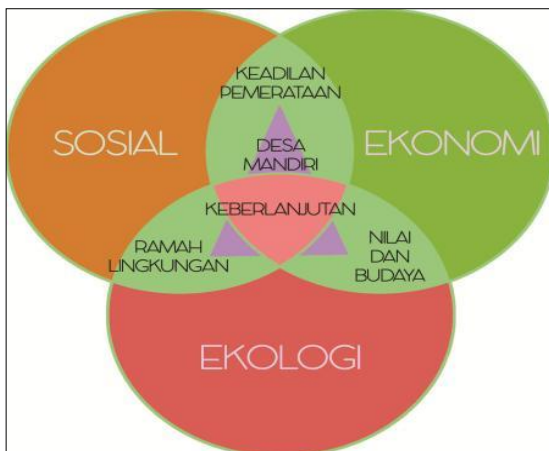 KEADILAN
PEMERATAAN
SOSIAL
EKONOMI
DESA
MANDIRI
KEBERLANJUTAN
RAMAH
LINGKUNGAN
NILAI
DAN
BUDAYA
EKOLOGI